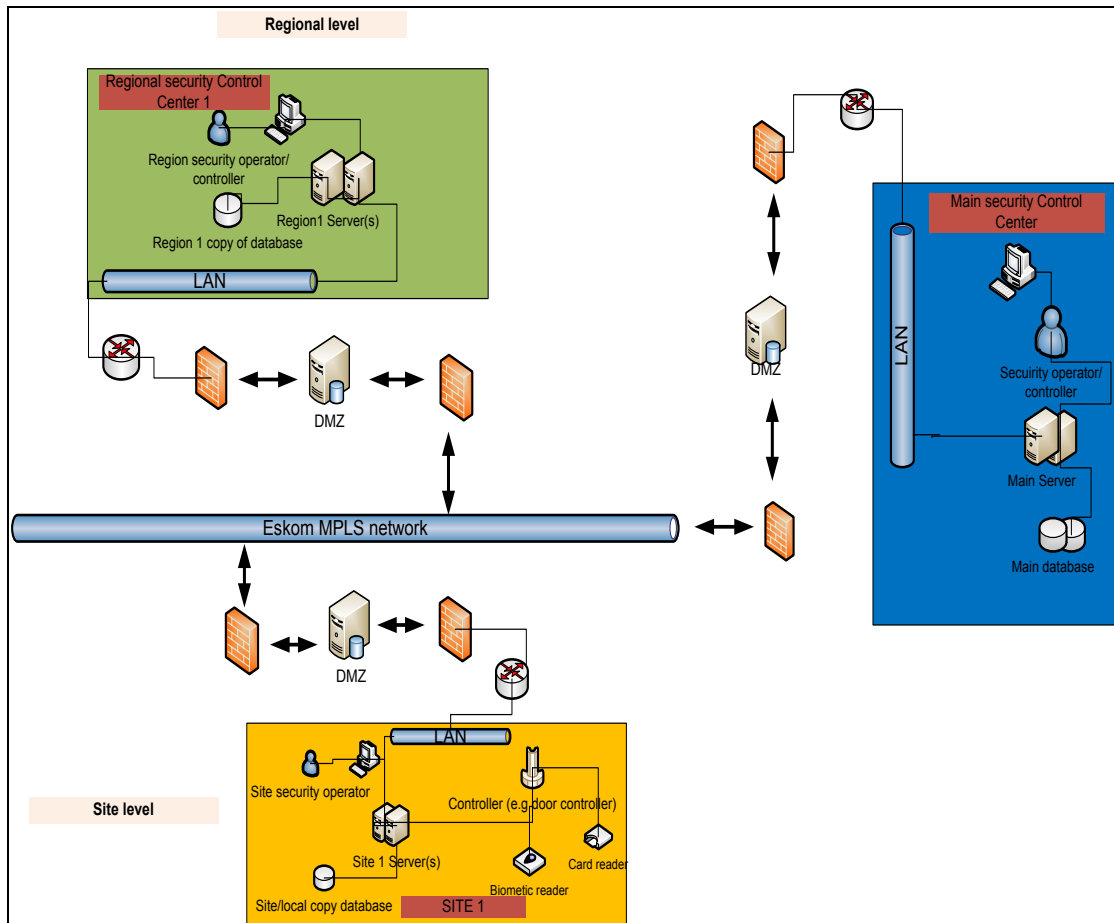 Regional level
Regional security Control
Center 1
Region security operator/
controller
Region1 Server(s)
Region 1 copy of database
LAN
DMZ
Main security Control
Center
LAN
Secuirity operator/
controller
Main Server
Main database
DMZ
Eskom MPLS network
DMZ
LAN
Site security operator
Controller (e.g door controller)
Site 1 Server(s)
Card reader
Biometic reader
Site/local copy database
SITE 1
Site level